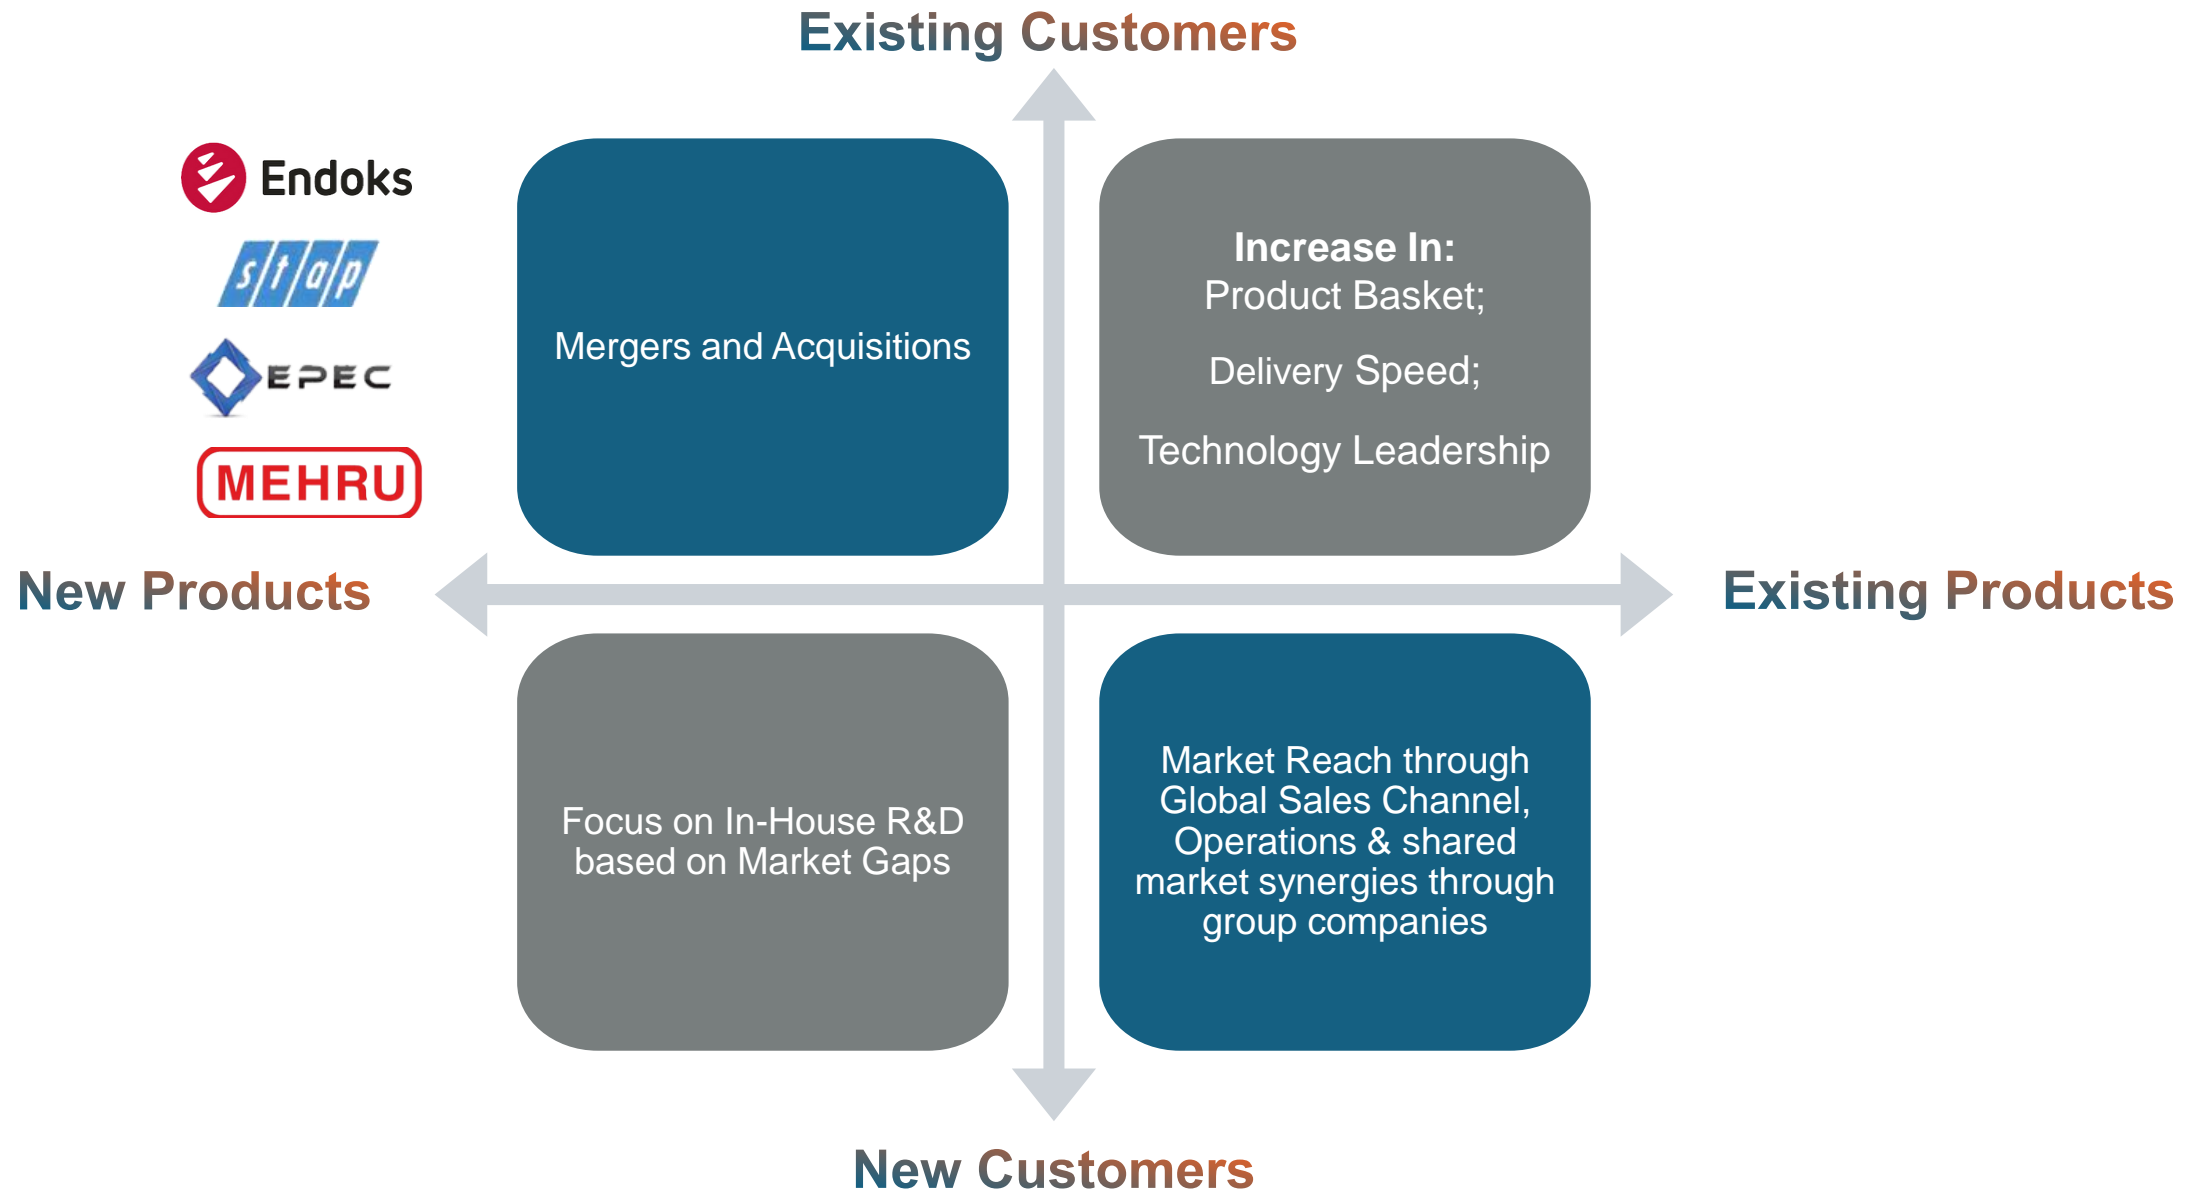 Existing Customers
Endoks
stap
EPEC
MEHRU
Mergers and Acquisitions
Increase In:
Product Basket;
Delivery Speed;
Technology Leadership
New Products
Existing Products
Focus on In-House R&D
based on Market Gaps
Market Reach through
Global Sales Channel,
Operations & shared
market synergies through
group companies
New Customers